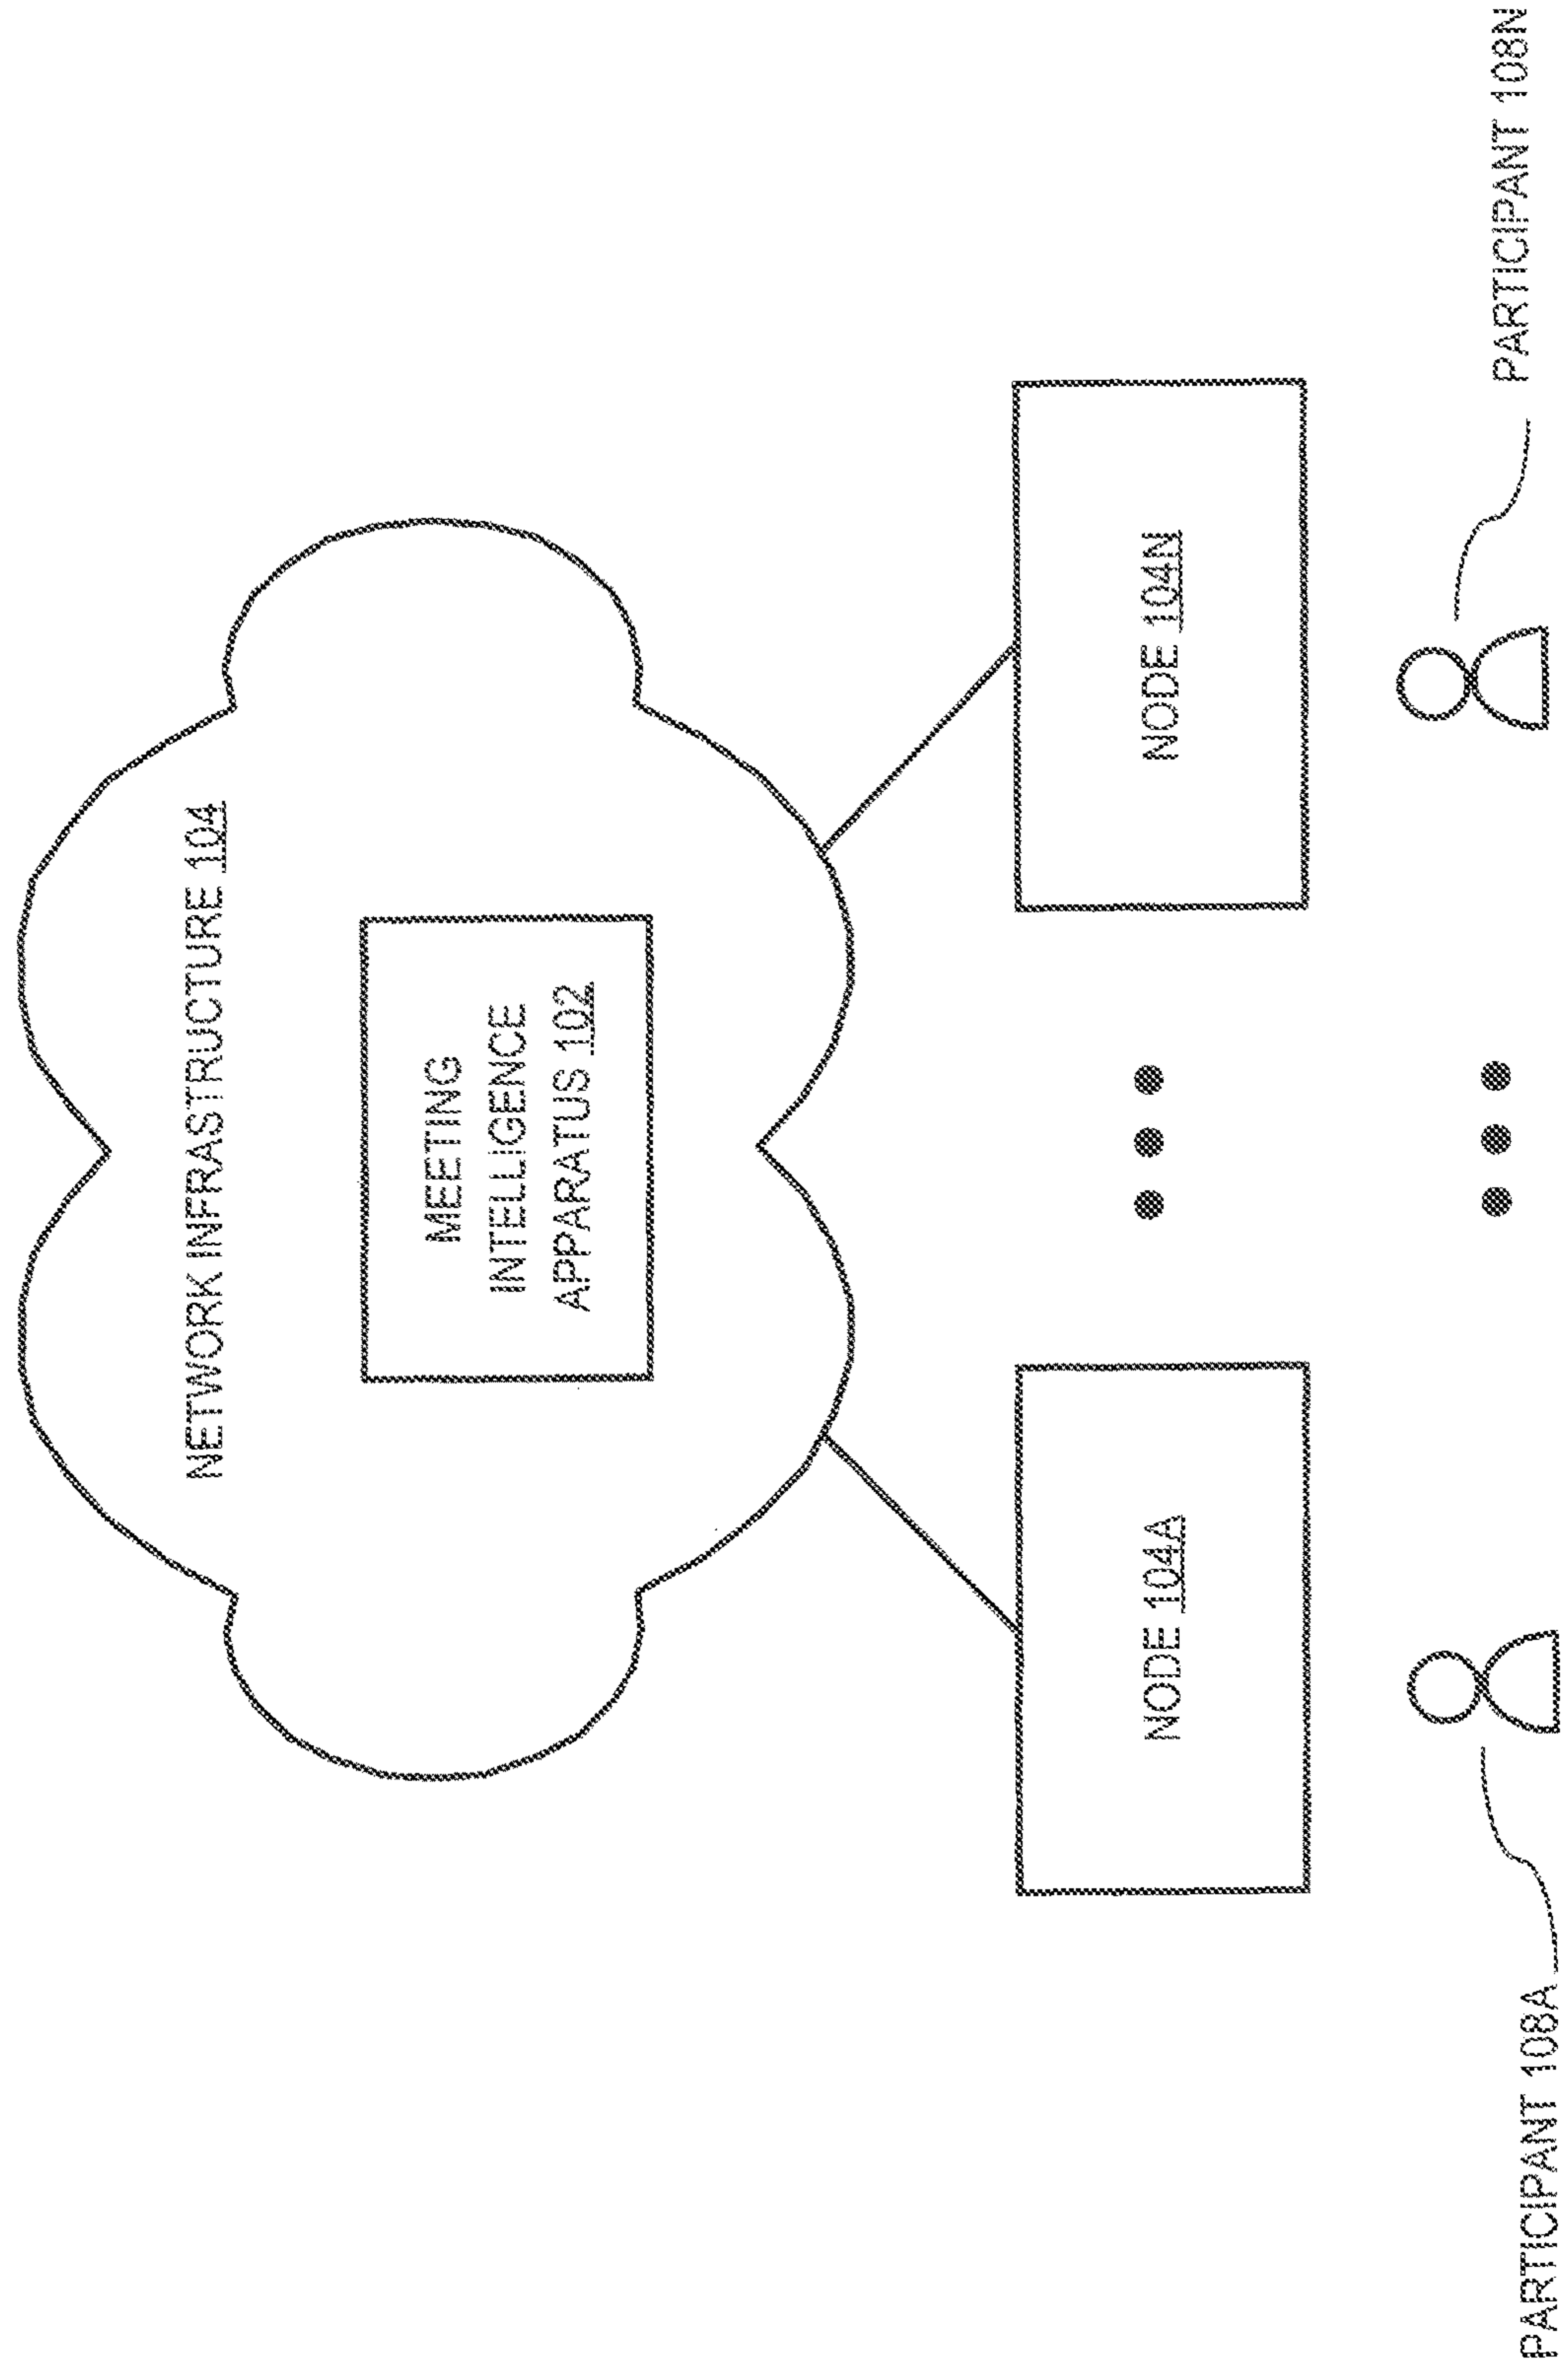 NETWORK INFRASTRUCTURE 104
MEETING
INTELLIGENCE
APPARATUS 102
NODE 104A
NODE 104N
PARTICIPANT 108A
PARTICIPANT 108N